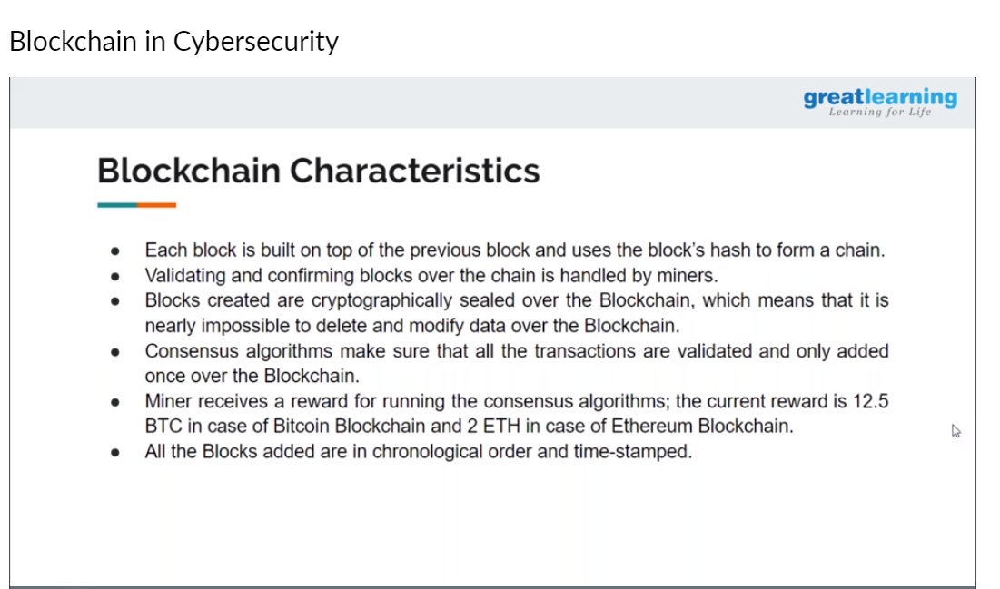 Blockchain in Cybersecurity
greatlearning
Learning for Life
Blockchain Characteristics
● Each block is built on top of the previous block and uses the block's hash to form a chain.
● Validating and confirming blocks over the chain is handled by miners.
● Blocks created are cryptographically sealed over the Blockchain, which means that it is
nearly impossible to delete and modify data over the Blockchain.
● Consensus algorithms make sure that all the transactions are validated and only added
once over the Blockchain.
● Miner receives a reward for running the consensus algorithms; the current reward is 12.5
BTC in case of Bitcoin Blockchain and 2 ETH in case of Ethereum Blockchain.
● All the Blocks added are in chronological order and time-stamped.